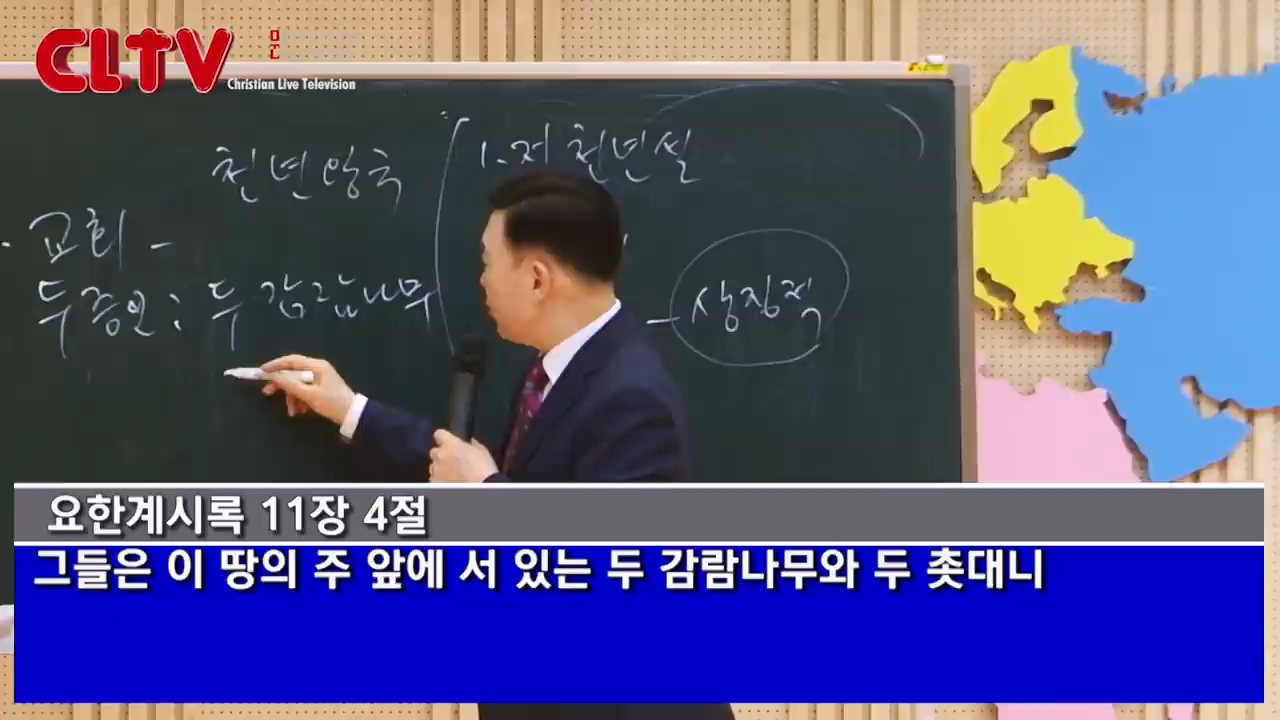 CLTV
Christian Live Television
천년왕국
1. 저 천년설
· 교회 -
두 증인 : 두 감람나무
- 상징적
요한계시록 11장 4절
그들은 이 땅의 주 앞에 서 있는 두 감람나무와 두 촛대니